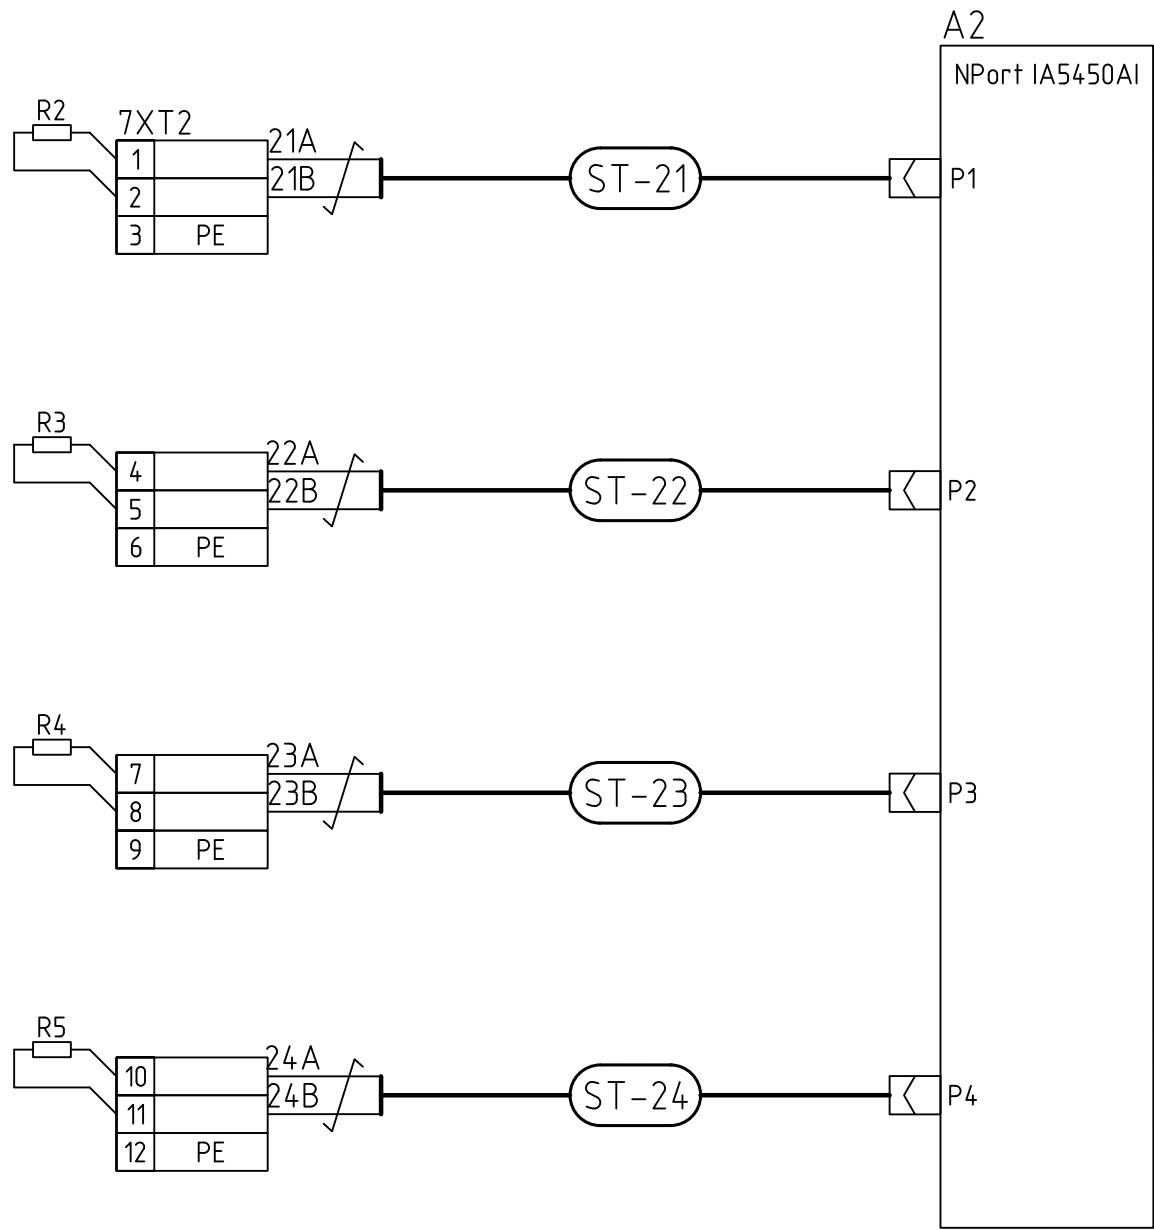 A2
NPort IA5450AI
R2
7XT2
1
21A
2
21B
3 PE
ST-21
P1
R3
4
22A
5
22B
6 PE
ST-22
P2
R4
7
23A
8
23B
9 PE
ST-23
P3
R5
10
24A
11
24B
12 PE
ST-24
P4